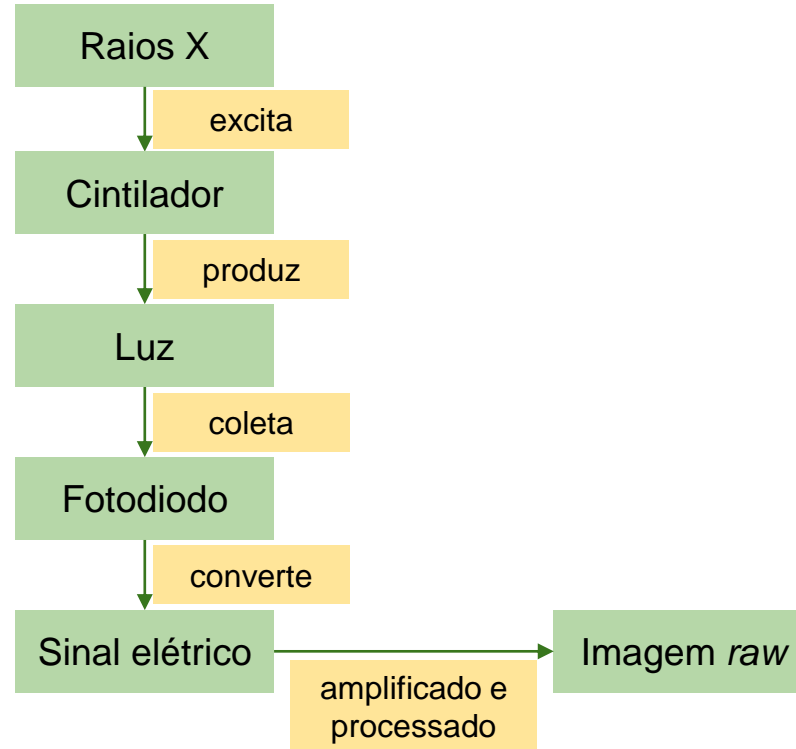 Raios X
excita
Cintilador
produz
Luz
coleta
Fotodiodo
converte
Sinal elétrico
Imagem raw
amplificado e
processado